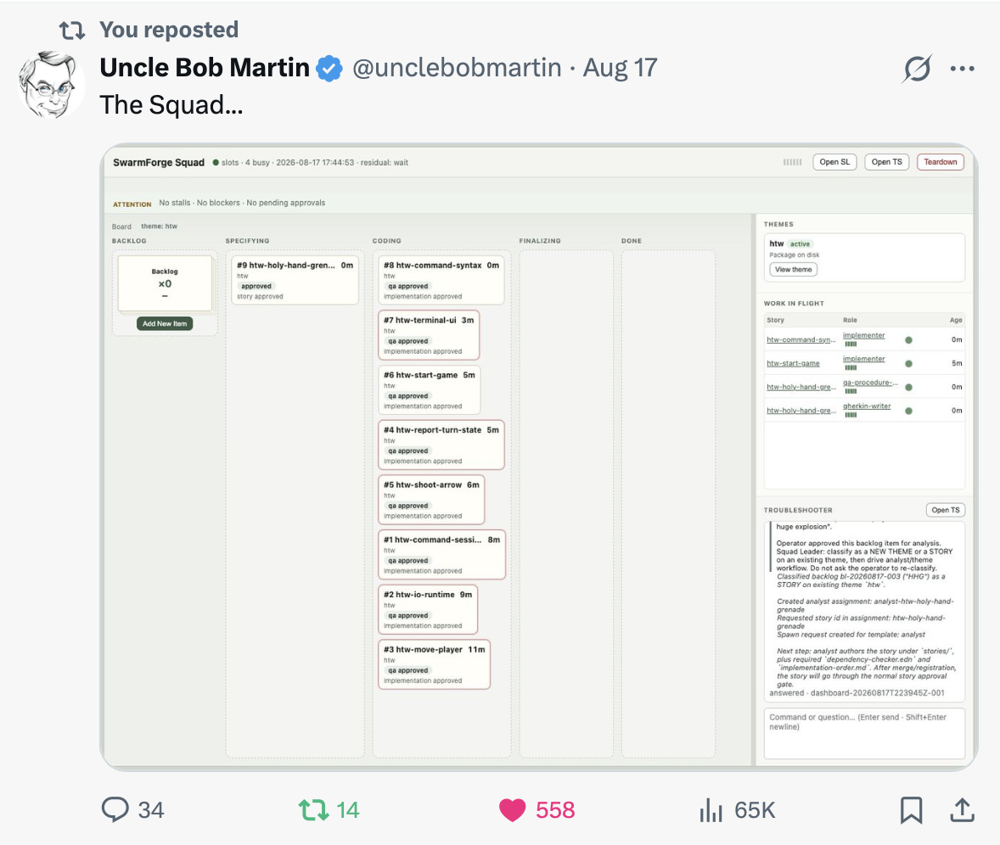 You reposted
Uncle Bob Martin @unclebobmartin · Aug 17
The Squad...
SwarmForge Squad slots · 4 busy · 2026-08-17 17:44:53 · residual: wait
Open SL
Open TS
Teardown
ATTENTION No stalls · No blockers · No pending approvals
Board theme: htw
BACKLOG
Backlog
×0
–
Add New Item
SPECIFYING
#9 htw-holy-hand-gren... 0m
htw
approved
story approved
CODING
#8 htw-command-syntax 0m
htw
qa approved
implementation approved
#7 htw-terminal-ui 3m
htw
qa approved
implementation approved
#6 htw-start-game 5m
htw
qa approved
implementation approved
#4 htw-report-turn-state 5m
htw
qa approved
implementation approved
#5 htw-shoot-arrow 6m
htw
qa approved
implementation approved
#1 htw-command-sessi... 8m
htw
qa approved
implementation approved
#2 htw-io-runtime 9m
htw
qa approved
implementation approved
#3 htw-move-player 11m
htw
qa approved
implementation approved
FINALIZING
DONE
THEMES
htw active
Package on disk
View theme
WORK IN FLIGHT
Story Role Age
htw-command-syn... implementer 0m
htw-start-game implementer 5m
htw-holy-hand-gre... qa-procedure-... 0m
htw-holy-hand-gre... gherkin-writer 0m
TROUBLESHOOTER
Open TS
huge explosion".
Operator approved this backlog item for analysis.
Squad Leader: classify as a NEW THEME or a STORY
on an existing theme, then drive analyst/theme
workflow. Do not ask the operator to re-classify.
Classified backlog bl-20260817-003 ("HHG") as a
STORY on existing theme `htw`.
Created analyst assignment: analyst-htw-holy-hand-
grenade
Requested story id in assignment: htw-holy-hand-
grenade
Spawn request created for template: analyst
Next step: analyst authors the story under `stories/`,
plus required `dependency-checker.edn` and
`implementation-order.md`. After merge/registration,
the story will go through the normal story approval
gate.
answered · dashboard-20260817T223945Z-001
Command or question... (Enter send · Shift+Enter
newline)
34
14
558
65K